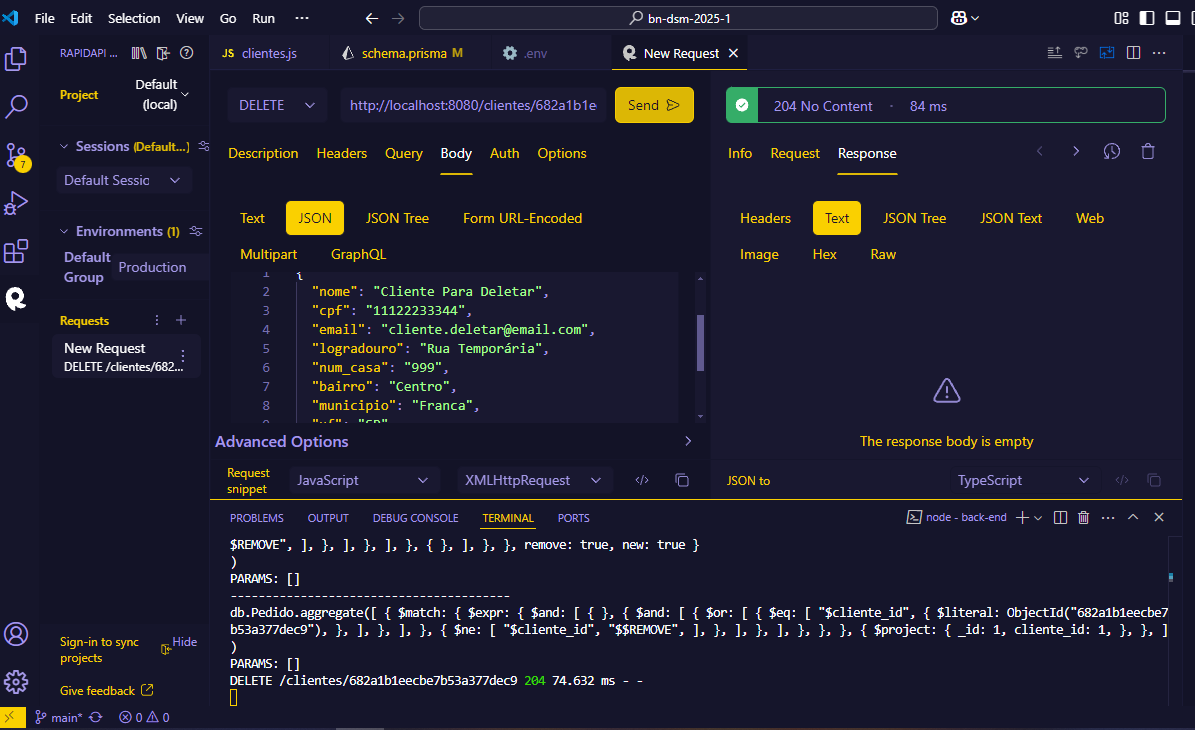 File Edit Selection View Go Run ··· bn-dsm-2025-1
RAPIDAPI ...
JS clientes.js schema.prisma M .env New Request
Project Default (local)
Sessions (Default...)
Default Sessic
Environments (1)
Default Group Production
Requests
New Request
DELETE /clientes/682...
Sign-in to sync projects
Hide
Give feedback
7
DELETE http://localhost:8080/clientes/682a1b1e Send
Description Headers Query Body Auth Options
Text JSON JSON Tree Form URL-Encoded
Multipart GraphQL
1 {
2 "nome": "Cliente Para Deletar",
3 "cpf": "11122233344",
4 "email": "cliente.deletar@email.com",
5 "logradouro": "Rua Temporária",
6 "num_casa": "999",
7 "bairro": "Centro",
8 "municipio": "Franca",
Advanced Options
Request snippet JavaScript XMLHttpRequest
204 No Content · 84 ms
Info Request Response
Headers Text JSON Tree JSON Text Web
Image Hex Raw
The response body is empty
JSON to TypeScript
PROBLEMS OUTPUT DEBUG CONSOLE TERMINAL PORTS node - back-end
$REMOVE", ], }, ], }, ], }, { }, ], }, }, remove: true, new: true }
)
PARAMS: []
----------------------------------------
db.Pedido.aggregate([ { $match: { $expr: { $and: [ { }, { $and: [ { $or: [ { $eq: [ "$cliente_id", { $literal: ObjectId("682a1b1eecbe7
b53a377dec9"), }, ], }, ], }, { $ne: [ "$cliente_id", "$$REMOVE", ], }, ], }, ], }, }, }, { $project: { _id: 1, cliente_id: 1, }, }, ]
)
PARAMS: []
DELETE /clientes/682a1b1eecbe7b53a377dec9 204 74.632 ms - -
main* 0 0